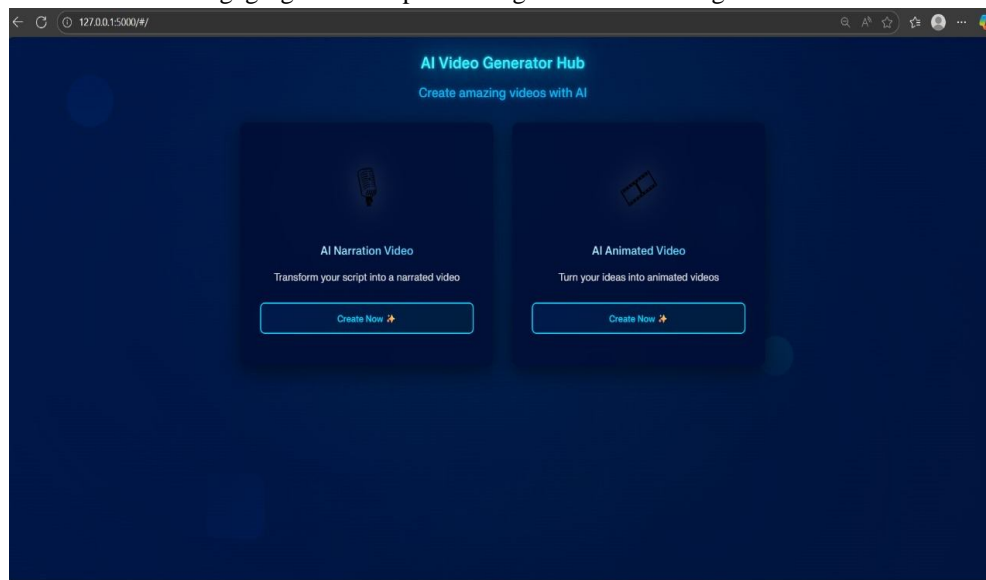 127.0.0.1:5000/#/
AI Video Generator Hub
Create amazing videos with AI
AI Narration Video
Transform your script into a narrated video
Create Now ✨
AI Animated Video
Turn your ideas into animated videos
Create Now ✨